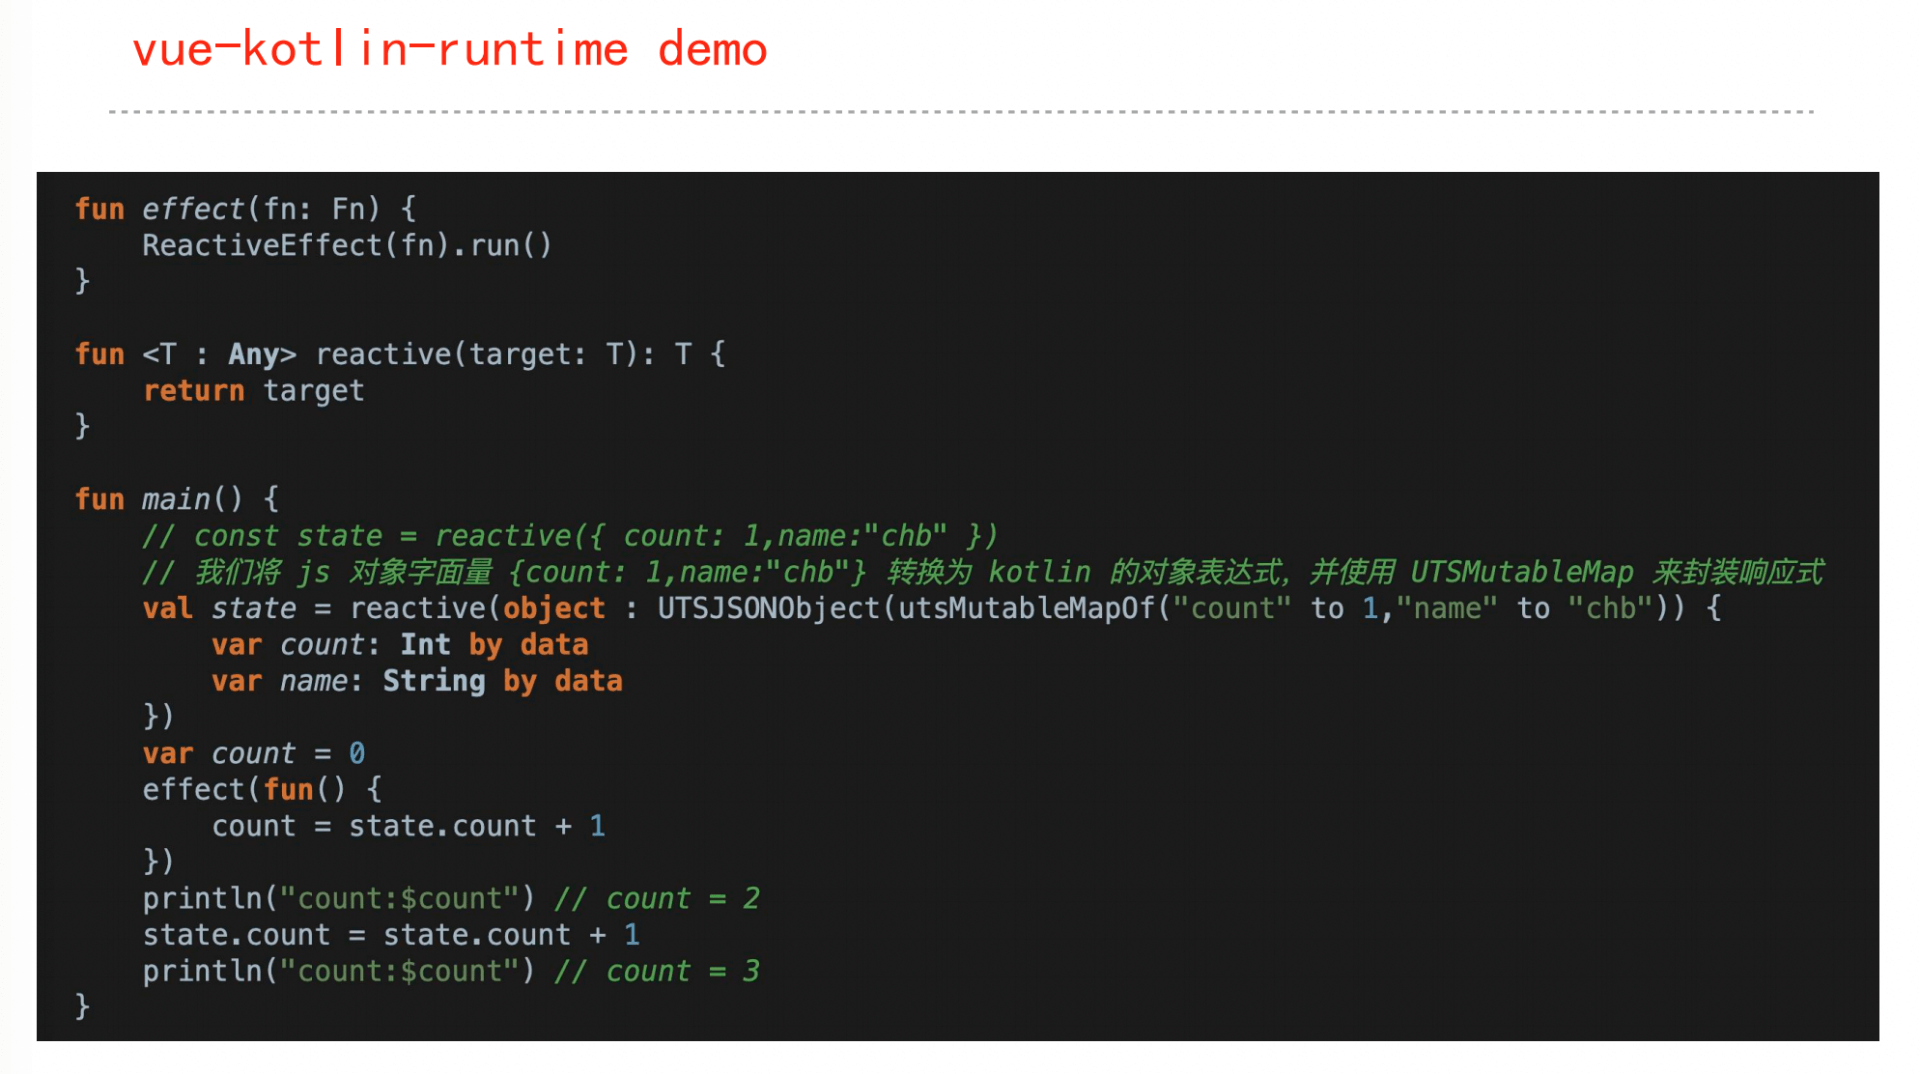 vue-kotlin-runtime demo
fun effect(fn: Fn) {
    ReactiveEffect(fn).run()
}
fun <T : Any> reactive(target: T): T {
    return target
}
fun main() {
    // const state = reactive({ count: 1,name:"chb" })
    // 我们将 js 对象字面量 {count: 1,name:"chb"} 转换为 kotlin 的对象表达式，并使用 UTSMutableMap 来封装响应式
    val state = reactive(object : UTSJSONObject(utsMutableMapOf("count" to 1,"name" to "chb")) {
        var count: Int by data
        var name: String by data
    })
    var count = 0
    effect(fun() {
        count = state.count + 1
    })
    println("count:$count") // count = 2
    state.count = state.count + 1
    println("count:$count") // count = 3
}